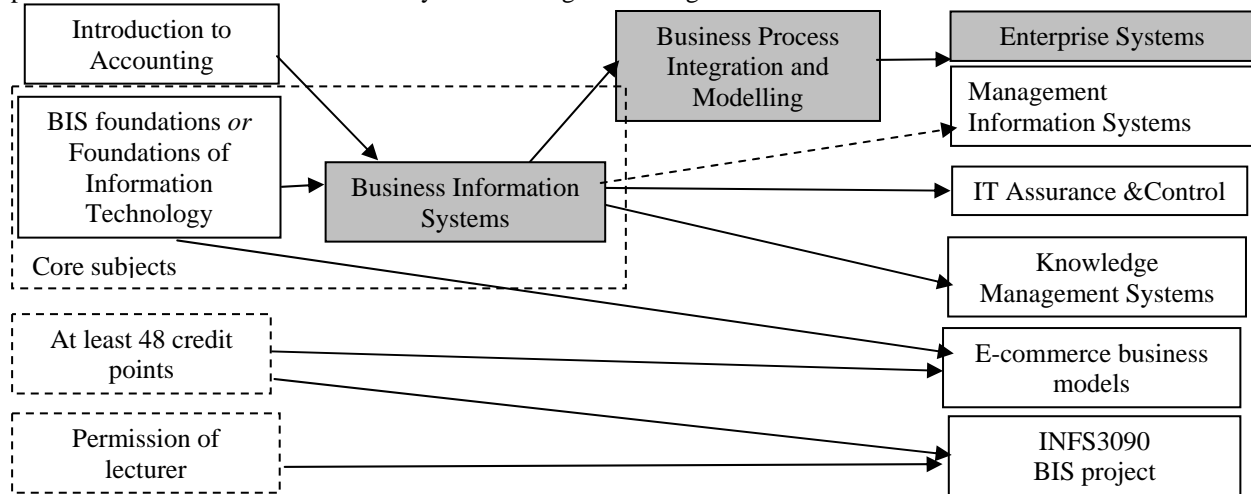 Introduction to
Accounting
BIS foundations or
Foundations of
Information
Technology
Business Information
Systems
Core subjects
Business Process
Integration and
Modelling
Enterprise Systems
Management
Information Systems
IT Assurance &Control
Knowledge
Management Systems
At least 48 credit
points
E-commerce business
models
Permission of
lecturer
INFS3090
BIS project